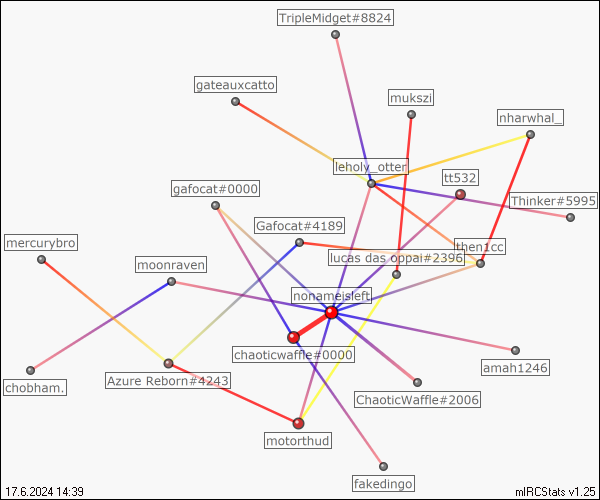 TripleMidget#8824
gateauxcatto
mukszi
nharwhal_
leholy_otter
tt532
gafocat#0000
Thinker#5995
Gafocat#4189
mercurybro
then1cc
lucas das oppai#2396
moonraven
nonameisleft
chaoticwaffle#0000
amah1246
Azure Reborn#4243
chobham.
ChaoticWaffle#2006
motorthud
fakedingo
17.6.2024 14:39
mIRCStats v1.25